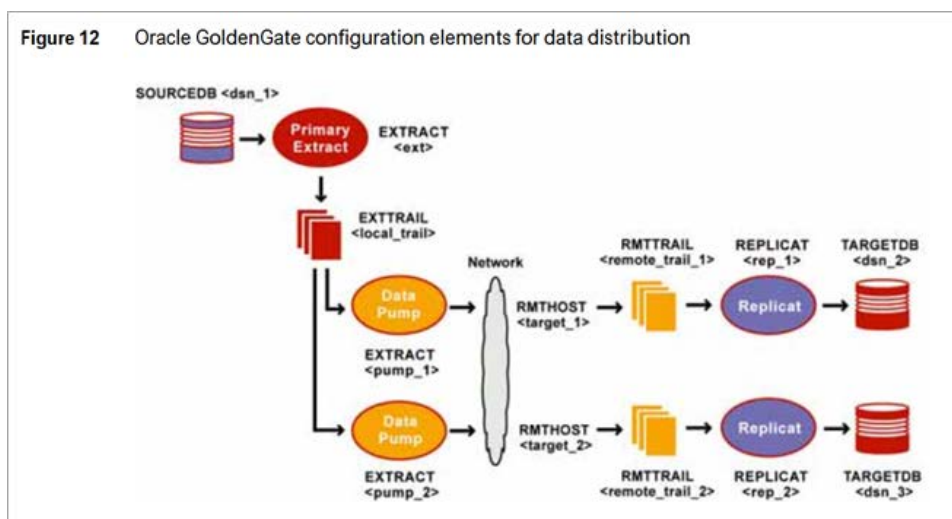 Figure 12 Oracle GoldenGate configuration elements for data distribution
SOURCEDB <dsn_1>
Primary
Extract
EXTRACT
<ext>
EXTTRAIL
<local_trail>
Network
Data
Pump
EXTRACT
<pump_1>
RMTHOST
<target_1>
RMTTRAIL
<remote_trail_1>
REPLICAT
<rep_1>
Replicat
TARGETDB
<dsn_2>
Data
Pump
EXTRACT
<pump_2>
RMTHOST
<target_2>
RMTTRAIL
<remote_trail_2>
Replicat
REPLICAT
<rep_2>
TARGETDB
<dsn_3>